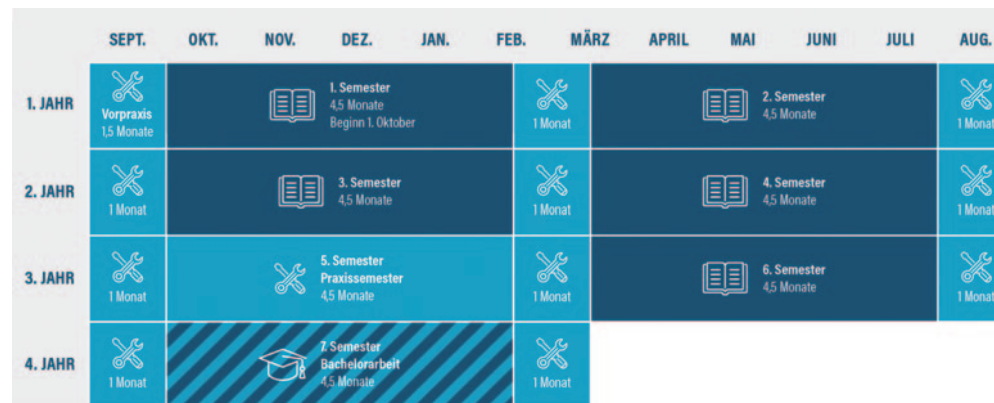 SEPT. OKT. NOV. DEZ. JAN. FEB. MÄRZ APRIL MAI JUNI JULI AUG.
1. JAHR
Vorpraxis
1,5 Monate
1. Semester
4,5 Monate
Beginn 1. Oktober
1 Monat
2. Semester
4,5 Monate
1 Monat
2. JAHR
1 Monat
3. Semester
4,5 Monate
1 Monat
4. Semester
4,5 Monate
1 Monat
3. JAHR
1 Monat
5. Semester
Praxissemester
4,5 Monate
1 Monat
6. Semester
4,5 Monate
1 Monat
4. JAHR
1 Monat
7. Semester
Bachelorarbeit
4,5 Monate
1 Monat